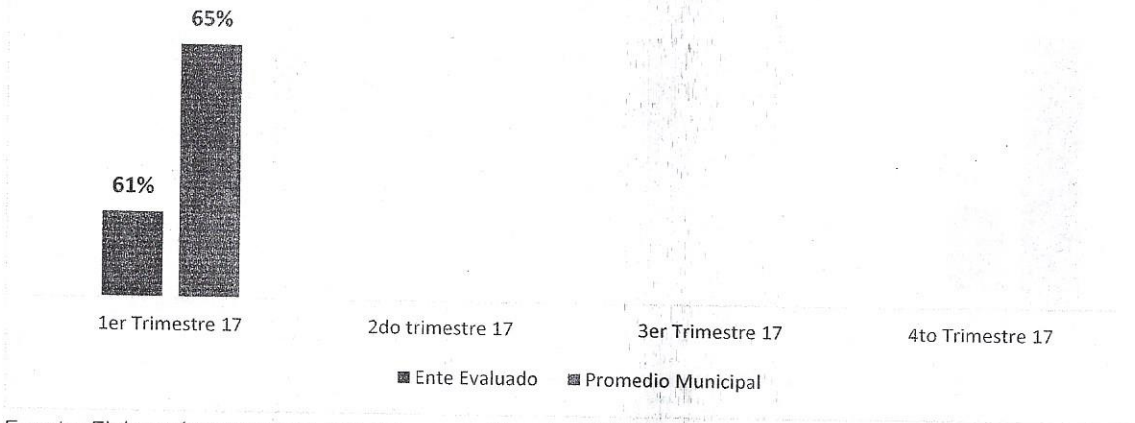 65%
61%
1er Trimestre 17 2do trimestre 17 3er Trimestre 17 4to Trimestre 17
Ente Evaluado Promedio Municipal